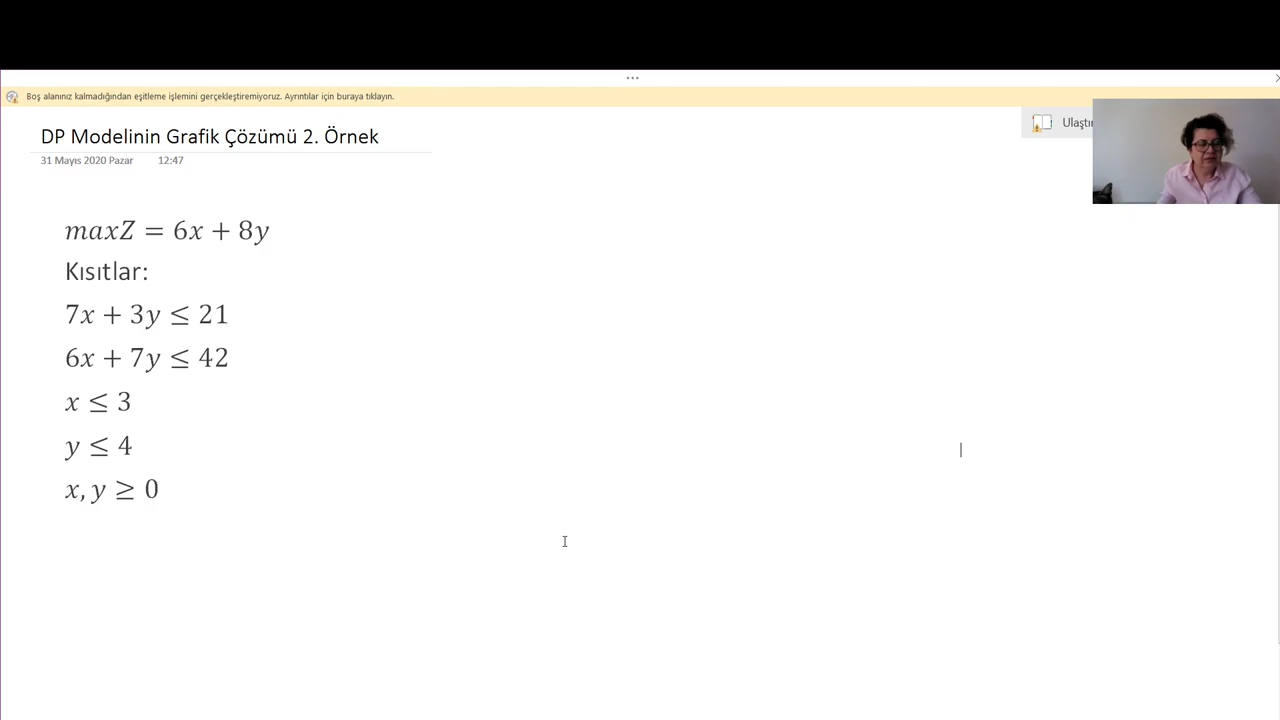 ...
Boş alanınız kalmadığından eşitleme işlemini gerçekleştiremiyoruz. Ayrıntılar için buraya tıklayın.
DP Modelinin Grafik Çözümü 2. Örnek
31 Mayıs 2020 Pazar 12:47
Ulaştır
maxZ = 6x + 8y
Kısıtlar:
7x + 3y ≤ 21
6x + 7y ≤ 42
x ≤ 3
y ≤ 4
x, y ≥ 0